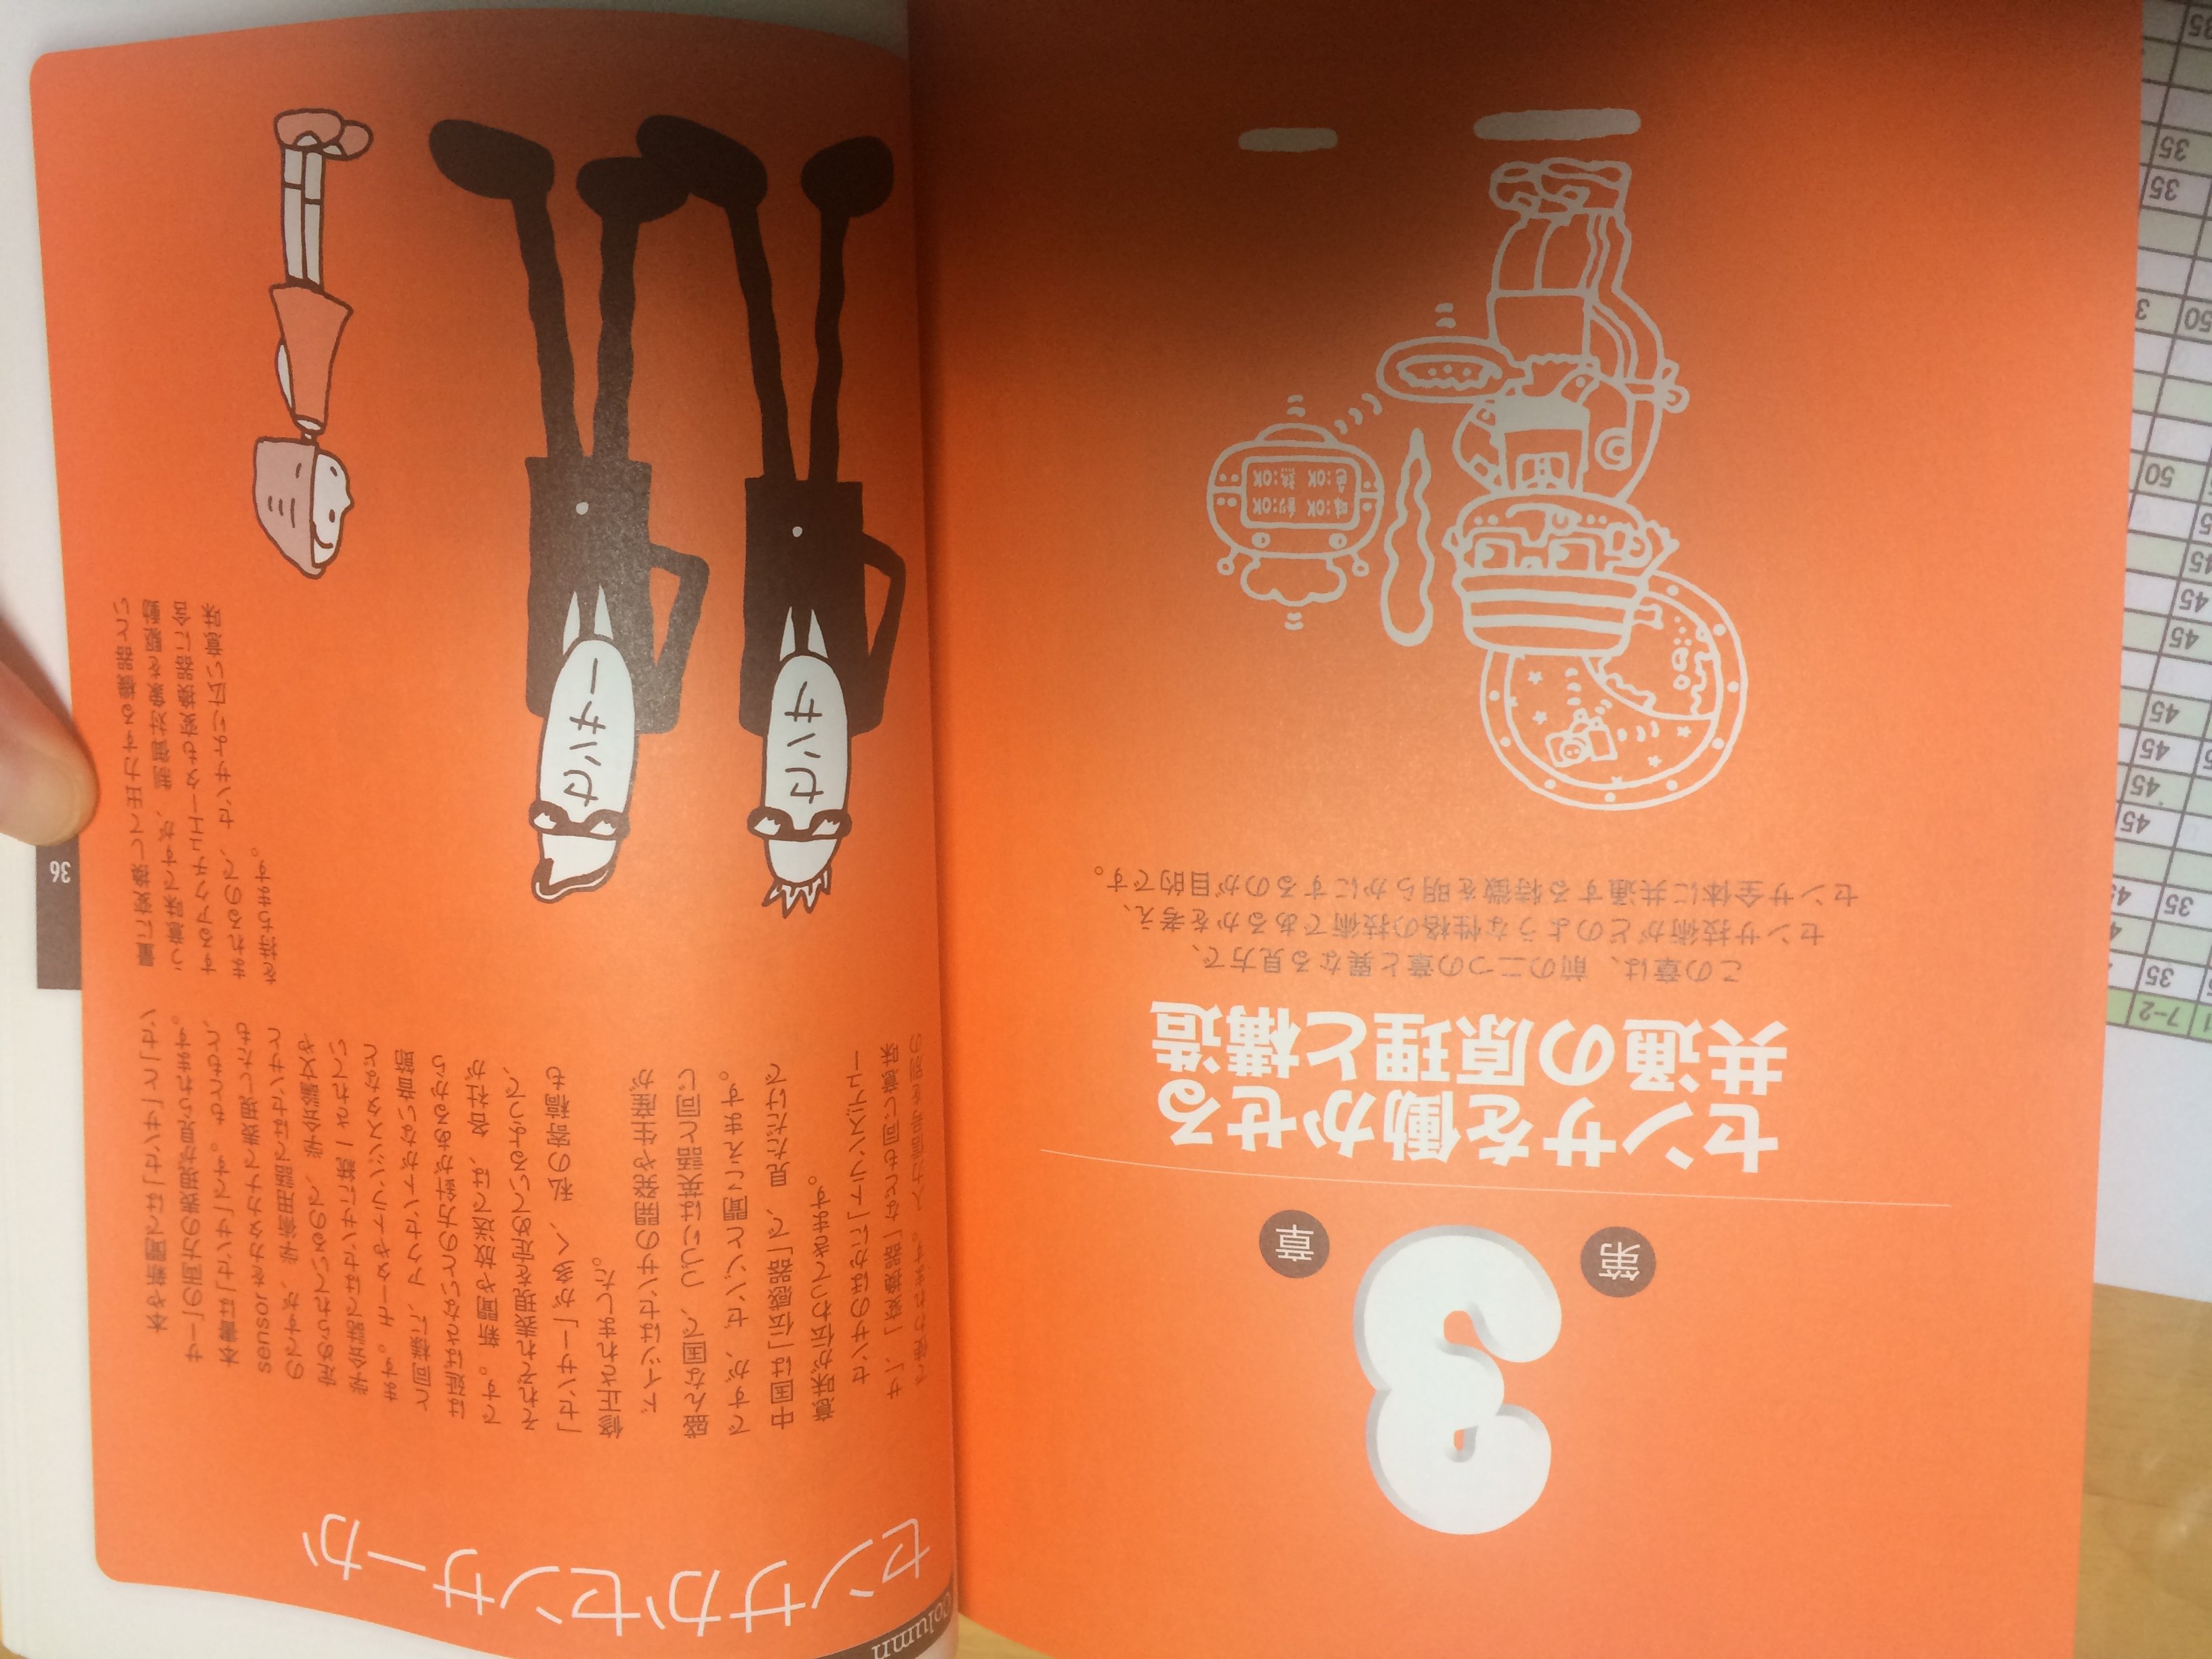 Column
センサかセンサーか
本や新聞では「センサ」と「セン
サー」の両方の表現が見られます。
本書は「センサ」です。もともと、
sensorをカタカナで表現したも
のですが、学術用語ではセンサと
定められているので、学会論文や
学会誌ではセンサに統一されてい
ます。モータやトランジスタなど
と同様に、アクセントがない音節
は延ばさないとの方針があるから
です。新聞や放送では、各社が
それぞれ表現を定めているようで、
「センサー」が多く、私の寄稿も
修正されました。
ドイツはセンサの開発や生産が
盛んな国で、つづりは英語と同じ
ですが、ゼンゾと聞こえます。
中国は「伝感器」で、見ただけで
意味が伝わってきます。
センサのほかに「トランスデュー
サ」、「変換器」なども同じ意味
で使われます。入力信号を別の
量に変換して出力する機器とい
う意味ですが、制御対象を駆動
するアクチュエータも変換器に含
まれるので、センサより広い意味
を持ちます。
センサ
センサー
36
第3章
センサを働かせる
共通の原理と構造
この章は、前の二つの章と異なる見方で、
センサ技術がどのような性格の技術であるかを考え、
センサ全体に共通する特徴を明らかにするのが目的です。
味:OK 形:OK
色:OK 熱:OK
7-2
35
35
45
45
45
45
45
45
50
50
35
35
35